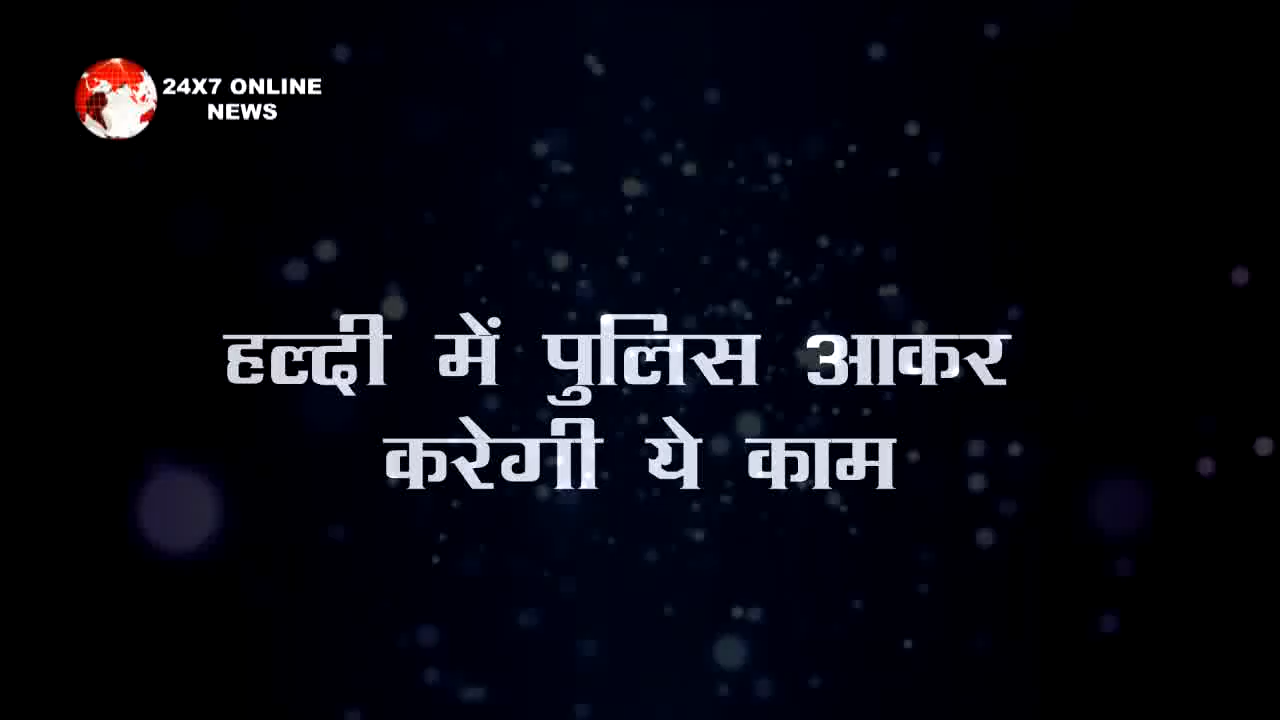 24X7 ONLINE
NEWS
हल्दी में पुलिस आकर
करेगी ये काम